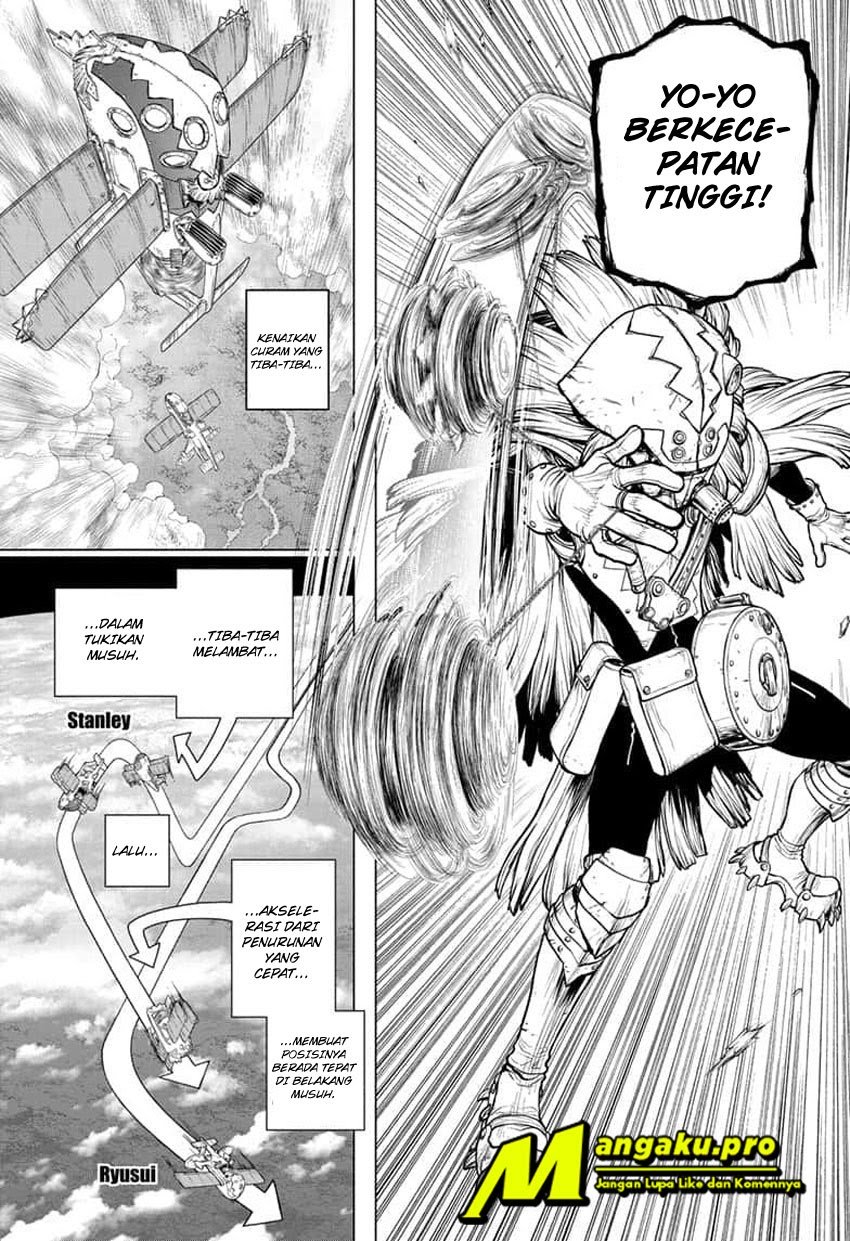 YO-YO
BERKECE-
PATAN
TINGGI!
KENAIKAN
CURAM YANG
TIBA-TIBA...
...TIBA-TIBA
MELAMBAT...
...DALAM
TUKIKAN
MUSUH.
Stanley
LALU...
...AKSELE-
RASI DARI
PENURUNAN
YANG
CEPAT...
...MEMBUAT
POSISINYA
BERADA TEPAT
DI BELAKANG
MUSUH.
Ryusui
Mangaku.pro
Jangan Lupa Like dan Komennya